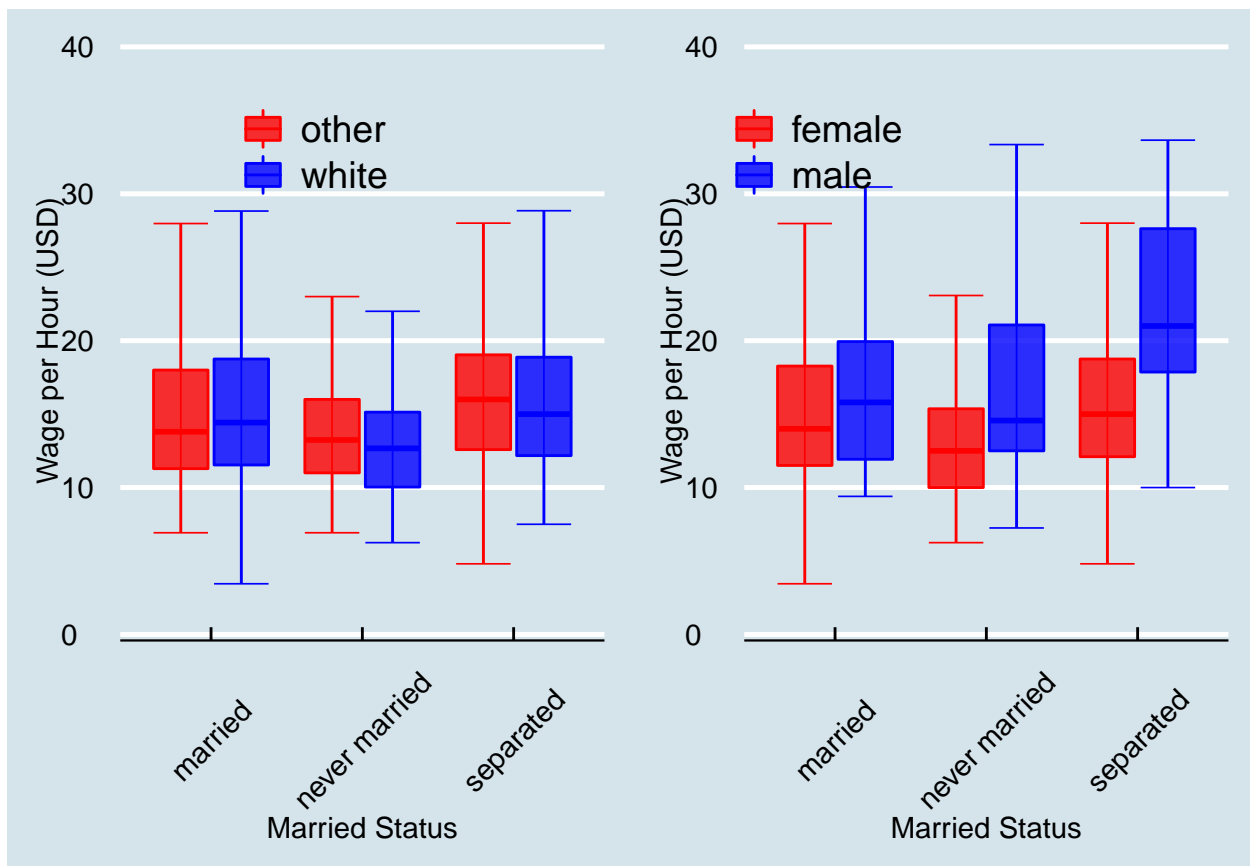 40
30
20
10
0
Wage per Hour (USD)
other
white
married
never married
separated
Married Status
40
30
20
10
0
Wage per Hour (USD)
female
male
married
never married
separated
Married Status